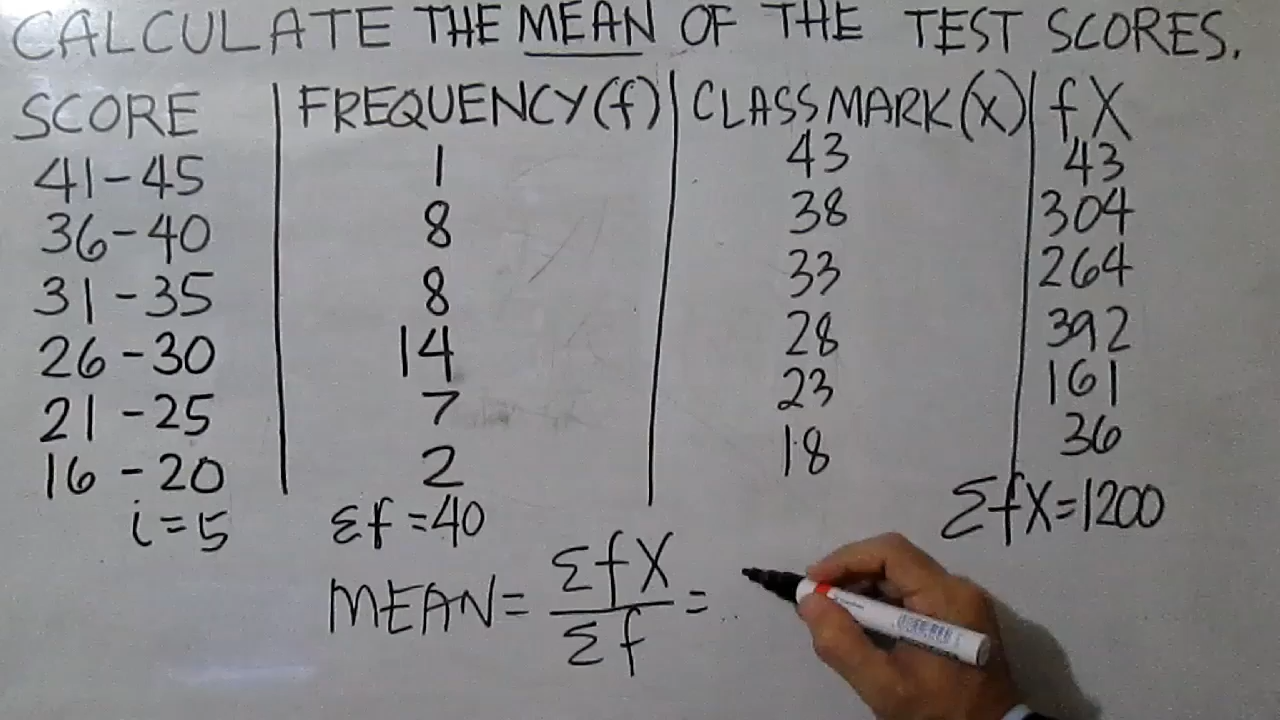 CALCULATE THE MEAN OF THE TEST SCORES.
SCORE FREQUENCY(f) CLASSMARK(X) fX
41-45 1 43 43
36-40 8 38 304
31-35 8 33 264
26-30 14 28 392
21-25 7 23 161
16-20 2 18 36
i=5 Σf=40 ΣfX=1200
MEAN= ΣfX =
Σf